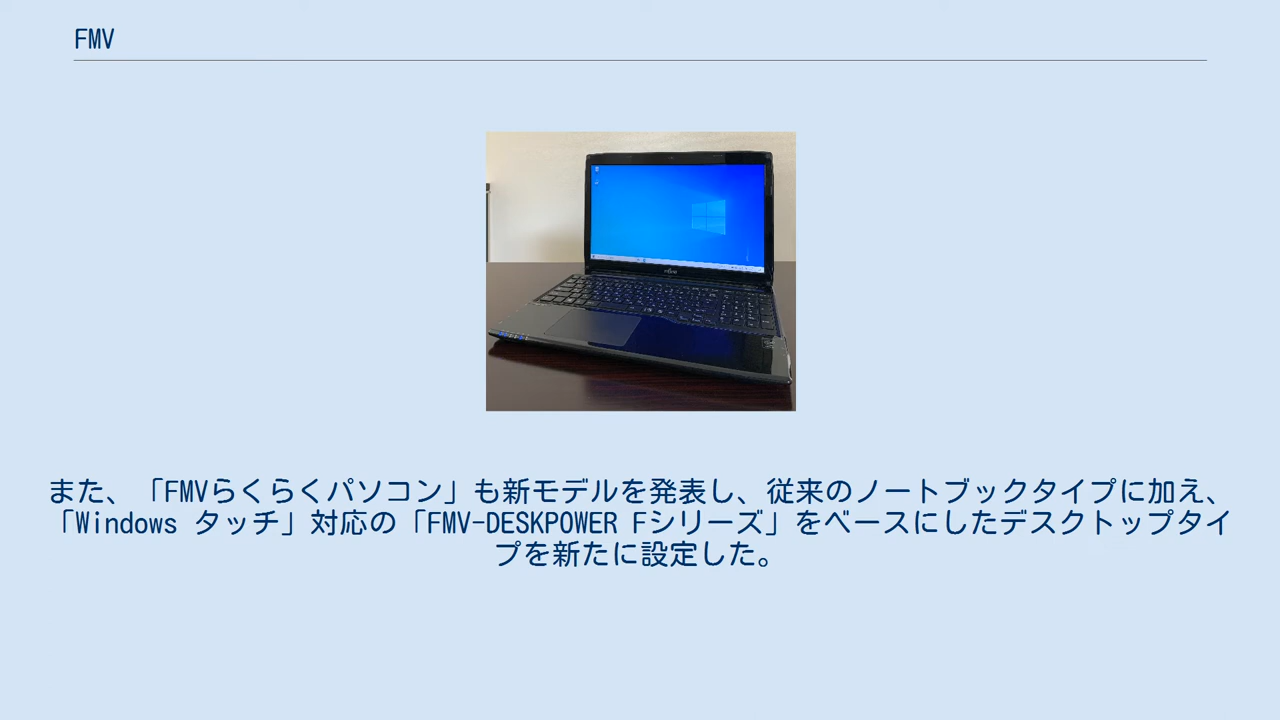 FMV
また、「FMVらくらくパソコン」も新モデルを発表し、従来のノートブックタイプに加え、
「Windows タッチ」対応の「FMV-DESKPOWER Fシリーズ」をベースにしたデスクトップタイ
プを新たに設定した。